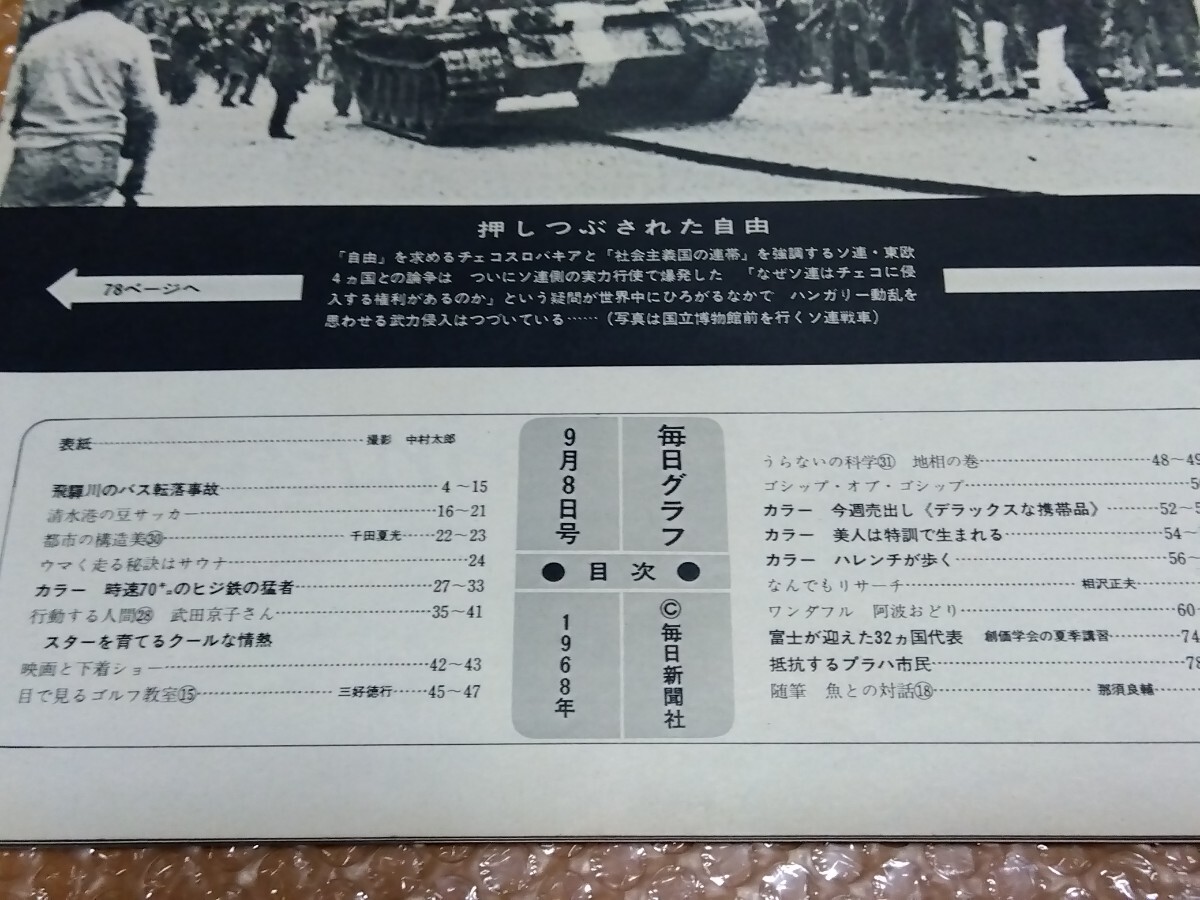 押しつぶされた自由
「自由」を求めるチェコスロバキアと「社会主義国の連帯」を強調するソ連・東欧
4ヵ国との論争は　ついにソ連側の実力行使で爆発した　「なぜソ連はチェコに侵
入する権利があるのか」という疑問が世界中にひろがるなかで　ハンガリー動乱を
思わせる武力侵入はつづいている……（写真は国立博物館前を行くソ連戦車）
78ページへ
表紙……撮影　中村太郎
飛驒川のバス転落事故……4～15
清水港の豆サッカー……16～21
都市の構造美㉚……千田夏光……22～23
ウマく走る秘訣はサウナ……24
カラー　時速70㌔のヒジ鉄の猛者……27～33
行動する人間㉘　武田京子さん……35～41
スターを育てるクールな情熱
映画と下着ショー……42～43
目で見るゴルフ教室⑮……三好徳行……45～47
毎日グラフ
9月8日号
●目次●
©毎日新聞社
1968年
うらないの科学㉛　地相の巻……48～49
ゴシップ・オブ・ゴシップ……
カラー　今週売出し《デラックスな携帯品》……52～
カラー　美人は特訓で生まれる……54～
カラー　ハレンチが歩く……56～
なんでもリサーチ……相沢正夫……
ワンダフル　阿波おどり……60
富士が迎えた32ヵ国代表　創価学会の夏季講習……74
抵抗するプラハ市民……78
随筆　魚との対話⑱……那須良輔……